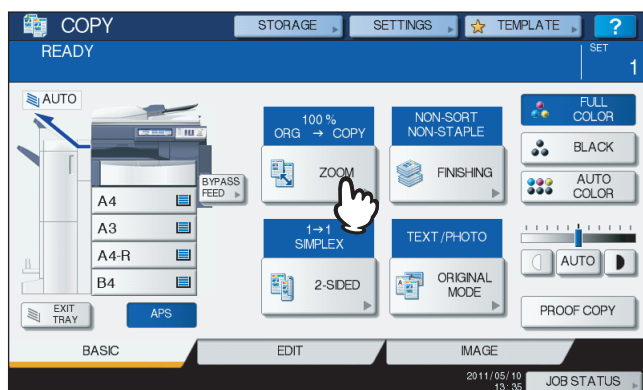 COPY
STORAGE
SETTINGS
TEMPLATE
?
READY
SET
1
AUTO
100 %
ORG → COPY
NON-SORT
NON-STAPLE
FULL
COLOR
ZOOM
FINISHING
BLACK
BYPASS
FEED
AUTO
COLOR
A4
A3
A4-R
B4
1→1
SIMPLEX
TEXT/PHOTO
2-SIDED
ORIGINAL
MODE
AUTO
EXIT
TRAY
APS
PROOF COPY
BASIC
EDIT
IMAGE
2011/05/10
13:35
JOB STATUS